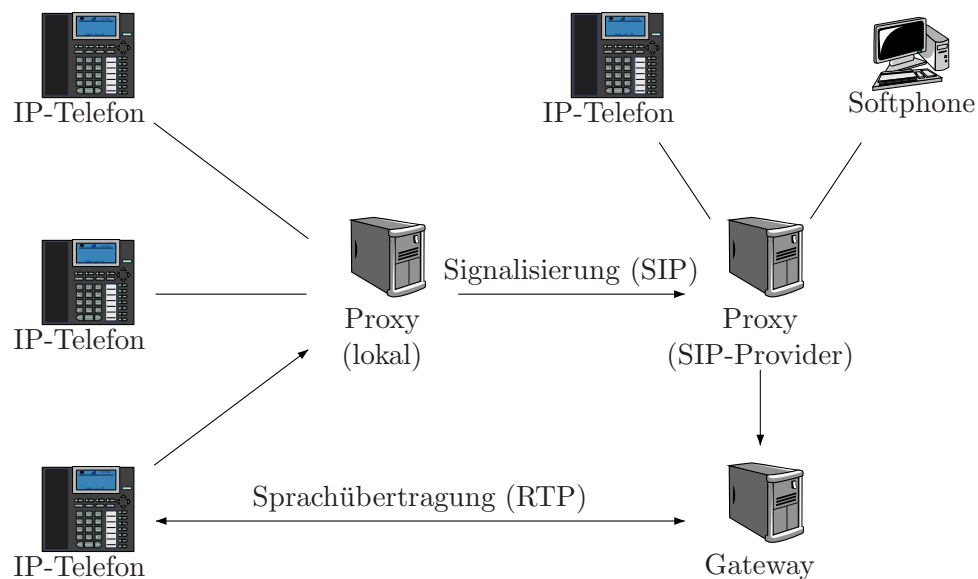 IP-Telefon
IP-Telefon
Softphone
Signalisierung (SIP)
IP-Telefon
Proxy
(lokal)
Proxy
(SIP-Provider)
Sprachübertragung (RTP)
IP-Telefon
Gateway